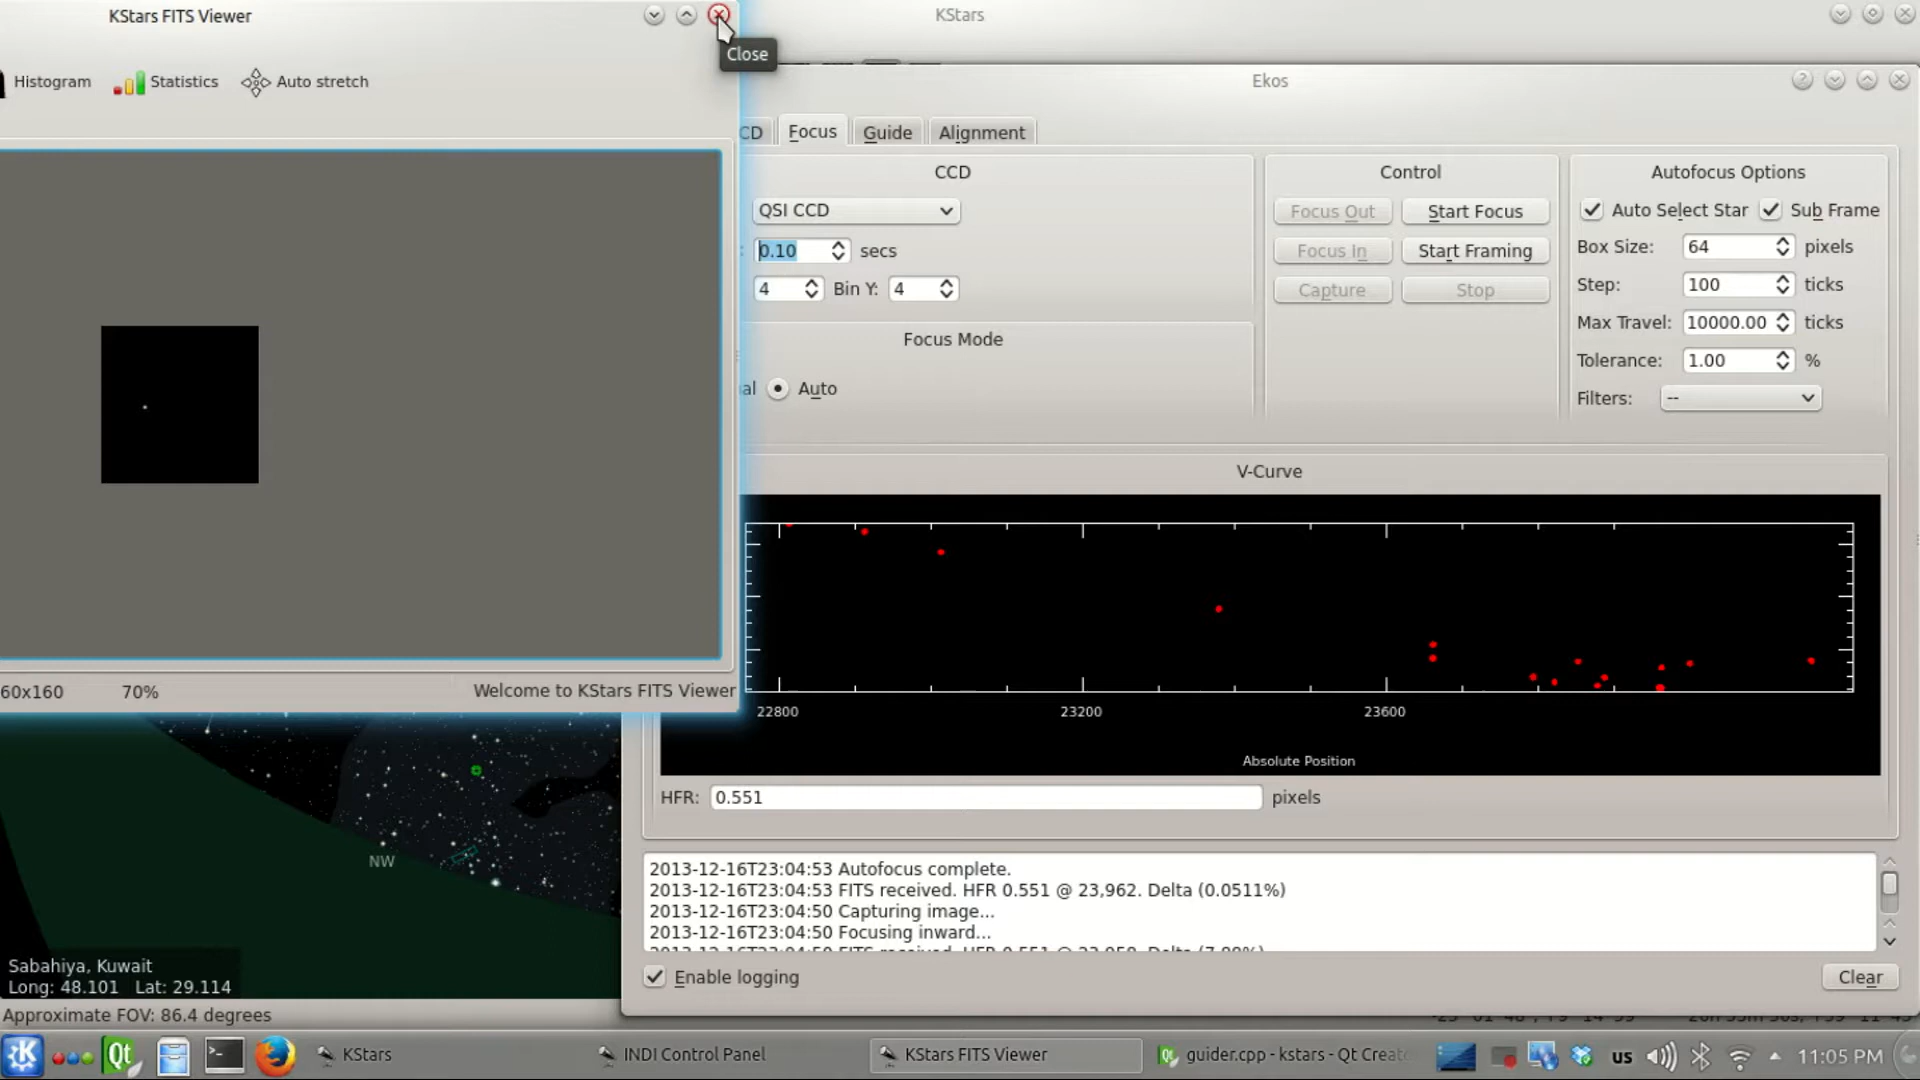 KStars FITS Viewer
KStars
Close
Histogram
Statistics
Auto stretch
Ekos
CD
Focus
Guide
Alignment
CCD
QSI CCD
: 0.10 secs
4 Bin Y: 4
Focus Mode
al Auto
Control
Focus Out Start Focus
Focus In Start Framing
Capture Stop
Autofocus Options
Auto Select Star Sub Frame
Box Size: 64 pixels
Step: 100 ticks
Max Travel: 10000.00 ticks
Tolerance: 1.00 %
Filters: --
V-Curve
22800 23200 23600
Absolute Position
HFR: 0.551 pixels
60x160 70% Welcome to KStars FITS Viewer
NW
Sabahiya, Kuwait
Long: 48.101 Lat: 29.114
Approximate FOV: 86.4 degrees
2013-12-16T23:04:53 Autofocus complete.
2013-12-16T23:04:53 FITS received. HFR 0.551 @ 23,962. Delta (0.0511%)
2013-12-16T23:04:50 Capturing image...
2013-12-16T23:04:50 Focusing inward...
Enable logging
Clear
KStars
INDI Control Panel
KStars FITS Viewer
guider.cpp - kstars - Qt Creat
us
11:05 PM